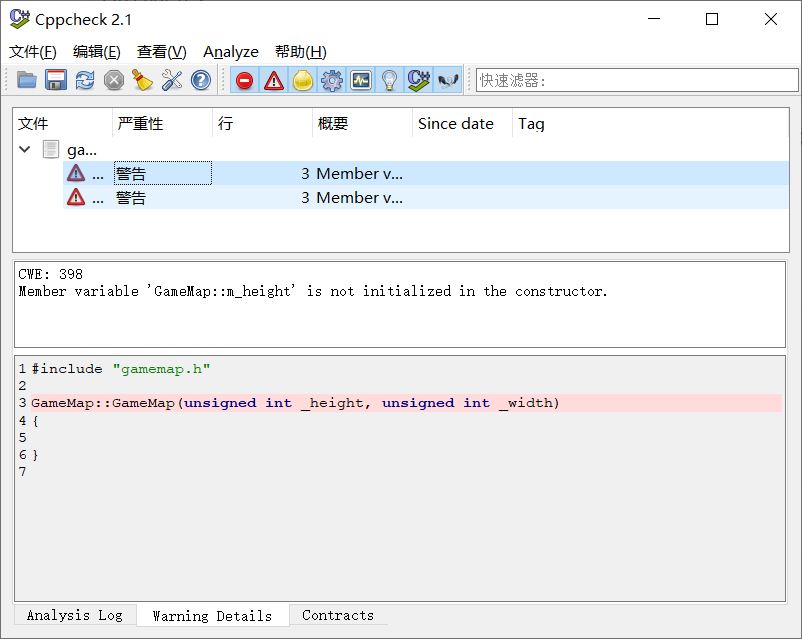 Cppcheck 2.1
文件(F) 编辑(E) 查看(V) Analyze 帮助(H)
快速滤器:
文件 严重性 行 概要 Since date Tag
ga...
... 警告 3 Member v...
... 警告 3 Member v...
CWE: 398
Member variable 'GameMap::m_height' is not initialized in the constructor.
1 #include "gamemap.h"
2
3 GameMap::GameMap(unsigned int _height, unsigned int _width)
4 {
5
6 }
7
Analysis Log Warning Details Contracts